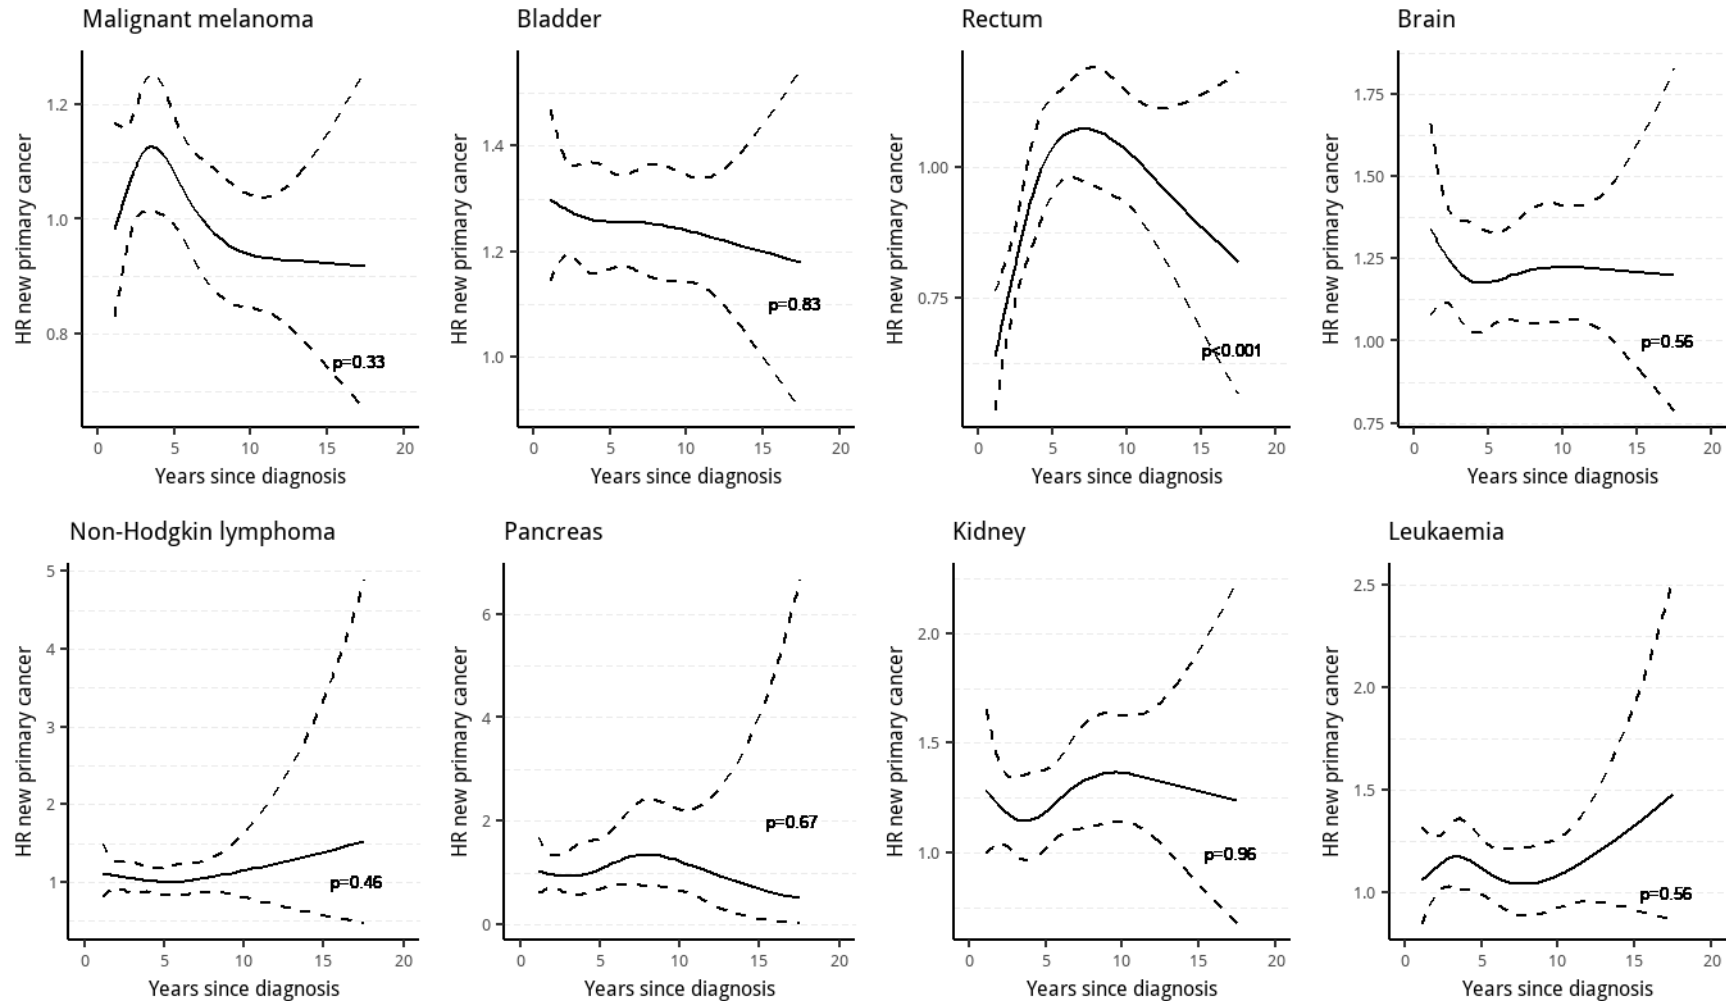 Malignant melanoma
HR new primary cancer
1.2
1.0
0.8
p=0.33
0 5 10 15 20
Years since diagnosis
Bladder
HR new primary cancer
1.4
1.2
1.0
p=0.83
0 5 10 15 20
Years since diagnosis
Rectum
HR new primary cancer
1.00
0.75
p<0.001
0 5 10 15 20
Years since diagnosis
Brain
HR new primary cancer
1.75
1.50
1.25
1.00
0.75
p=0.56
0 5 10 15 20
Years since diagnosis
Non-Hodgkin lymphoma
HR new primary cancer
5
4
3
2
1
p=0.46
0 5 10 15 20
Years since diagnosis
Pancreas
HR new primary cancer
6
4
2
0
p=0.67
0 5 10 15 20
Years since diagnosis
Kidney
HR new primary cancer
2.0
1.5
1.0
p=0.96
0 5 10 15 20
Years since diagnosis
Leukaemia
HR new primary cancer
2.5
2.0
1.5
1.0
p=0.56
0 5 10 15 20
Years since diagnosis